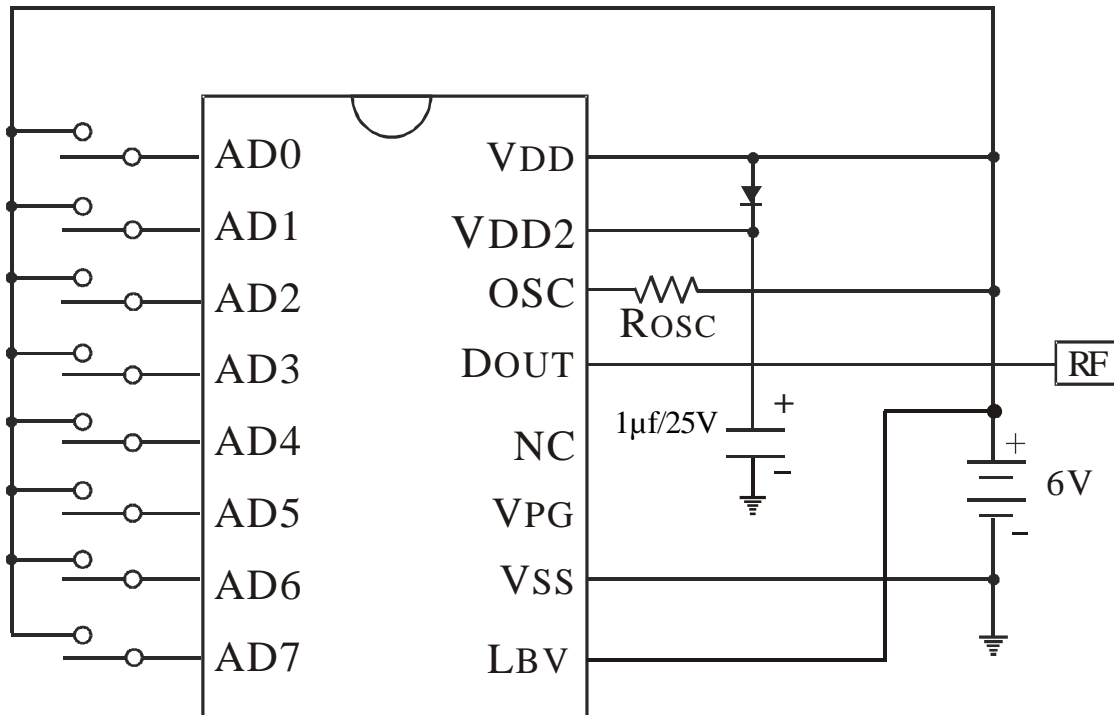 AD0
AD1
AD2
AD3
AD4
AD5
AD6
AD7
VDD
VDD2
OSC
ROSC
DOUT
RF
1µf/25V
+
-
NC
VPG
VSS
LBV
+
6V
-